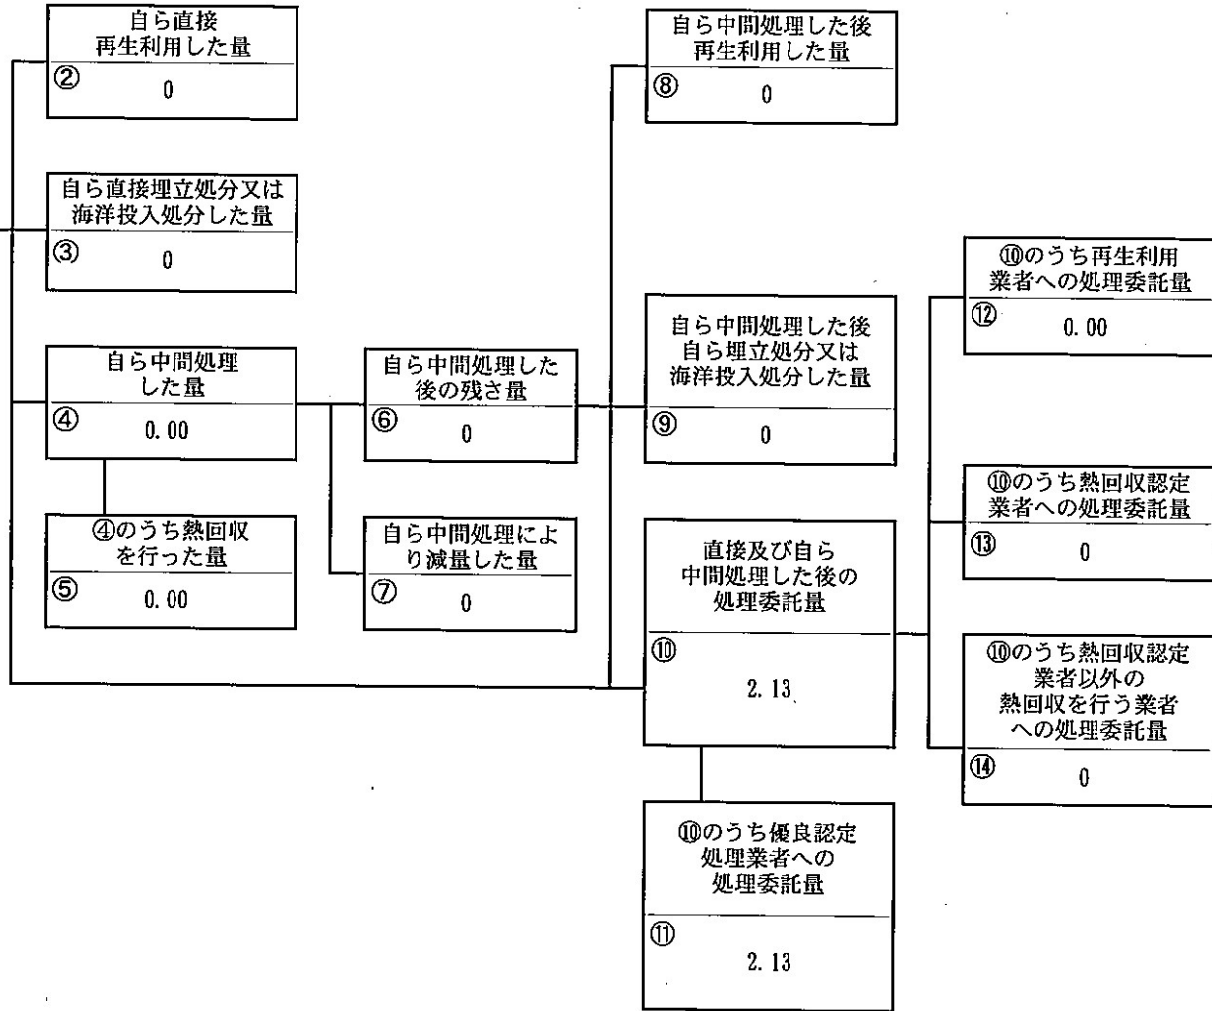 自ら直接
再生利用した量
②
0
自ら直接埋立処分又は
海洋投入処分した量
③
0
自ら中間処理
した量
④
0.00
④のうち熱回収
を行った量
⑤
0.00
自ら中間処理した
後の残さ量
⑥
0
自ら中間処理によ
り減量した量
⑦
0
自ら中間処理した後
再生利用した量
⑧
0
自ら中間処理した後
自ら埋立処分又は
海洋投入処分した量
⑨
0
直接及び自ら
中間処理した後の
処理委託量
⑩
2.13
⑩のうち優良認定
処理業者への
処理委託量
⑪
2.13
⑩のうち再生利用
業者への処理委託量
⑫
0.00
⑩のうち熱回収認定
業者への処理委託量
⑬
0
⑩のうち熱回収認定
業者以外の
熱回収を行う業者
への処理委託量
⑭
0